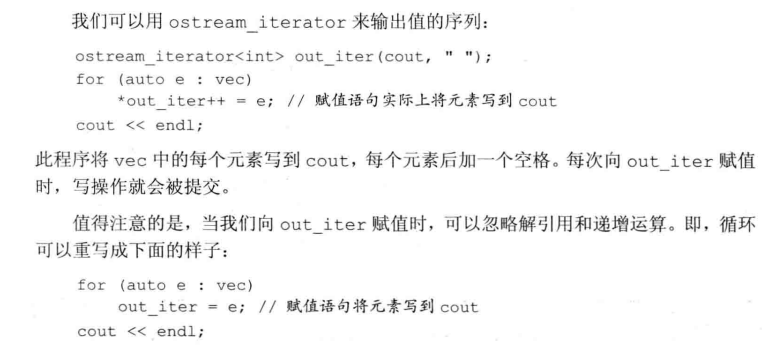 我们可以用 ostream_iterator 来输出值的序列：
ostream_iterator<int> out_iter(cout, " ");
for (auto e : vec)
    *out_iter++ = e; // 赋值语句实际上将元素写到 cout
cout << endl;
此程序将 vec 中的每个元素写到 cout，每个元素后加一个空格。每次向 out_iter 赋值
时，写操作就会被提交。
值得注意的是，当我们向 out_iter 赋值时，可以忽略解引用和递增运算。即，循环
可以重写成下面的样子：
for (auto e : vec)
    out_iter = e; // 赋值语句将元素写到 cout
cout << endl;